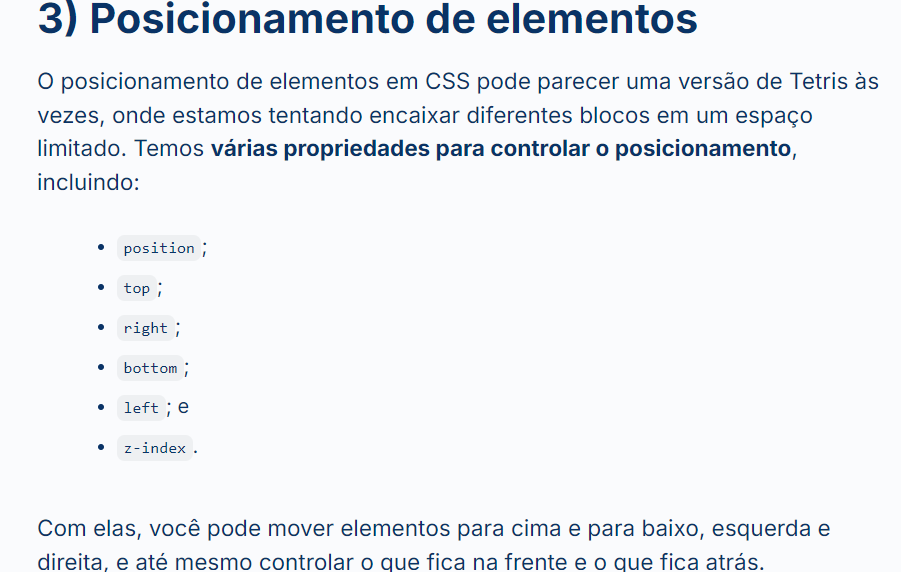 3) Posicionamento de elementos
O posicionamento de elementos em CSS pode parecer uma versão de Tetris às
vezes, onde estamos tentando encaixar diferentes blocos em um espaço
limitado. Temos várias propriedades para controlar o posicionamento,
incluindo:
• position;
• top;
• right;
• bottom;
• left; e
• z-index.
Com elas, você pode mover elementos para cima e para baixo, esquerda e
direita, e até mesmo controlar o que fica na frente e o que fica atrás.